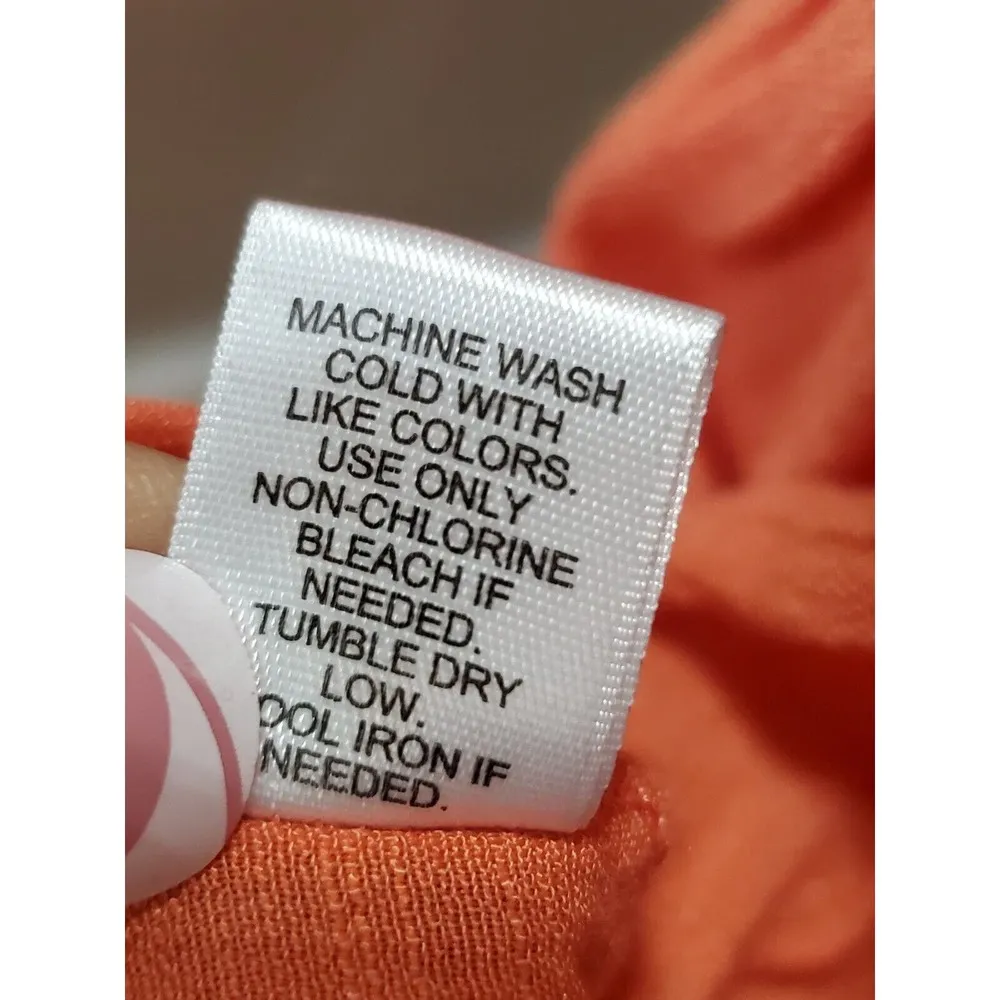 MACHINE WASH
COLD WITH
LIKE COLORS.
USE ONLY
NON-CHLORINE
BLEACH IF
NEEDED.
TUMBLE DRY
LOW.
OOL IRON IF
NEEDED.